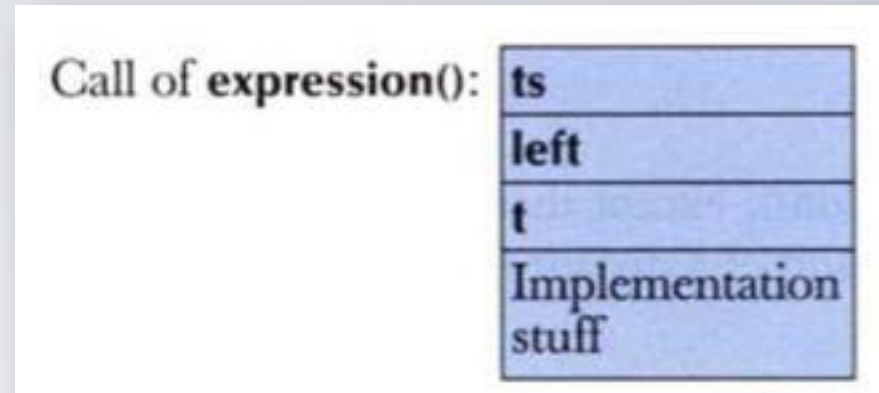 Call of expression():
ts
left
t
Implementation
stuff